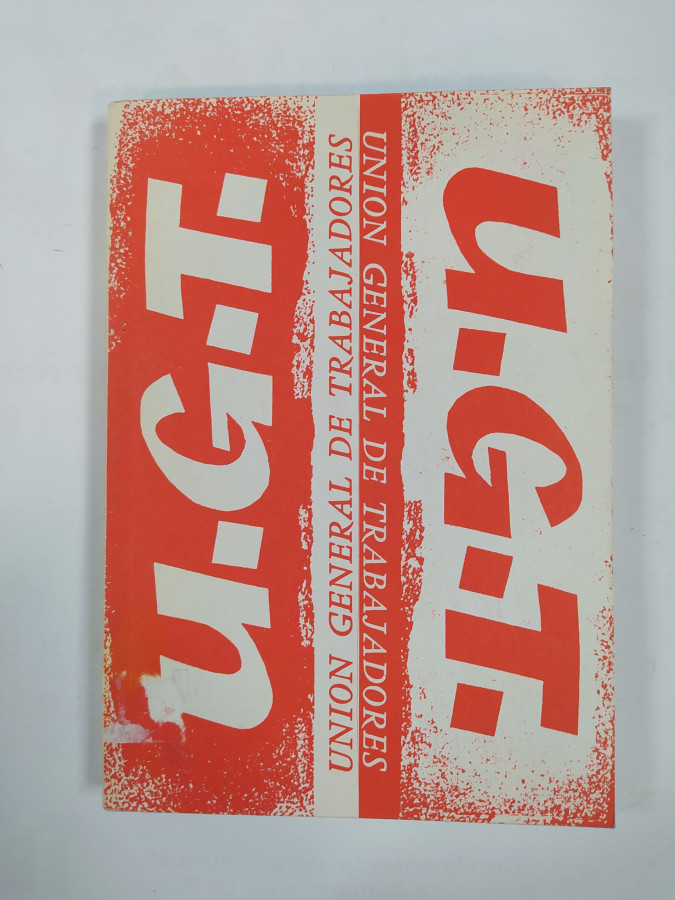 U.G.T.
UNION GENERAL DE TRABAJADORES
UNION GENERAL DE TRABAJADORES
U.G.T.